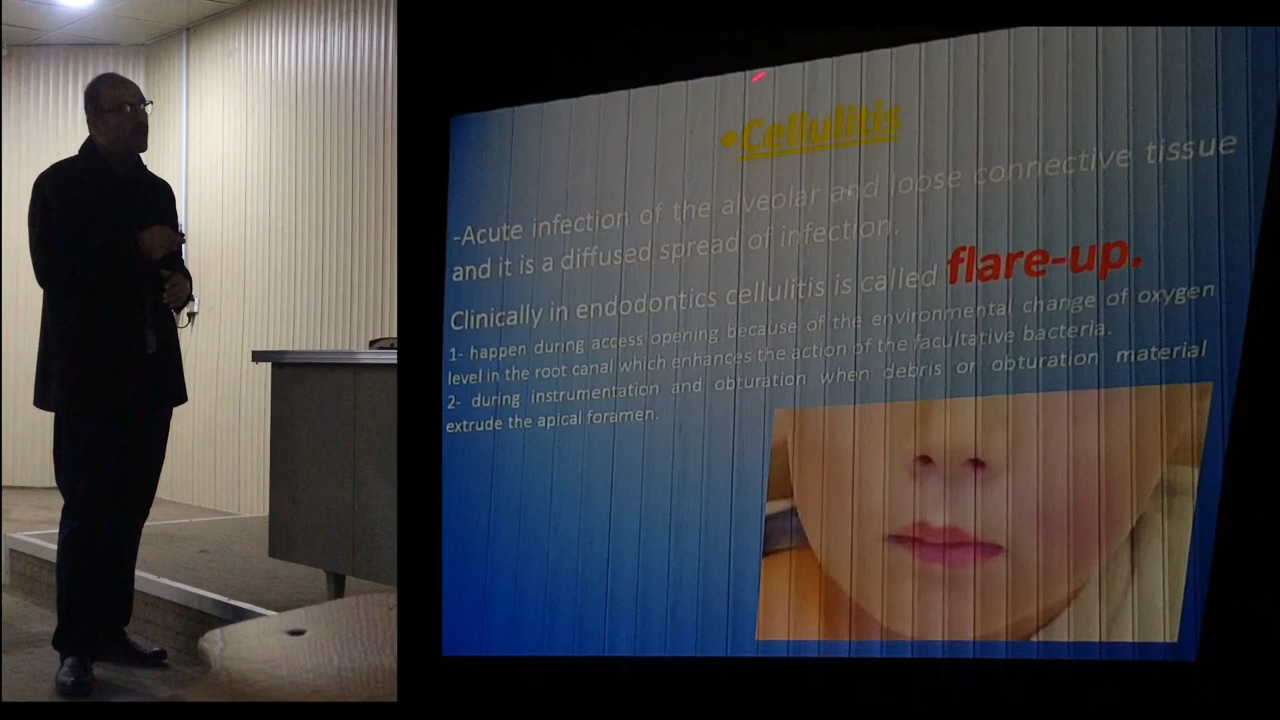 •Cellulitis
-Acute infection of the alveolar and loose connective tissue
and it is a diffused spread of infection.
Clinically in endodontics cellulitis is called flare-up.
1- happen during access opening because of the environmental change of oxygen
level in the root canal which enhances the action of the facultative bacteria.
2- during instrumentation and obturation when debris or obturation material
extrude the apical foramen.